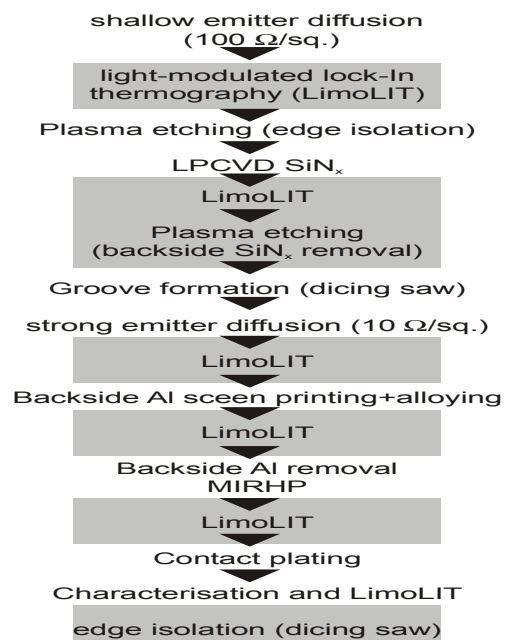 shallow emitter diffusion
(100 Ω/sq.)
light-modulated lock-In
thermography (LimoLIT)
Plasma etching (edge isolation)
LPCVD SiNₓ
LimoLIT
Plasma etching
(backside SiNₓ removal)
Groove formation (dicing saw)
strong emitter diffusion (10 Ω/sq.)
LimoLIT
Backside Al sceen printing+alloying
LimoLIT
Backside Al removal
MIRHP
LimoLIT
Contact plating
Characterisation and LimoLIT
edge isolation (dicing saw)